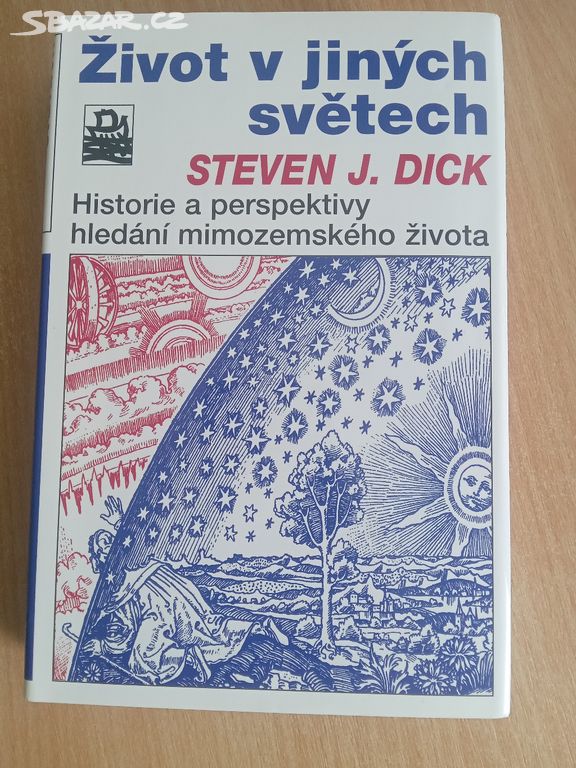 SBAZAR.CZ
Život v jiných
světech
STEVEN J. DICK
Historie a perspektivy
hledání mimozemského života